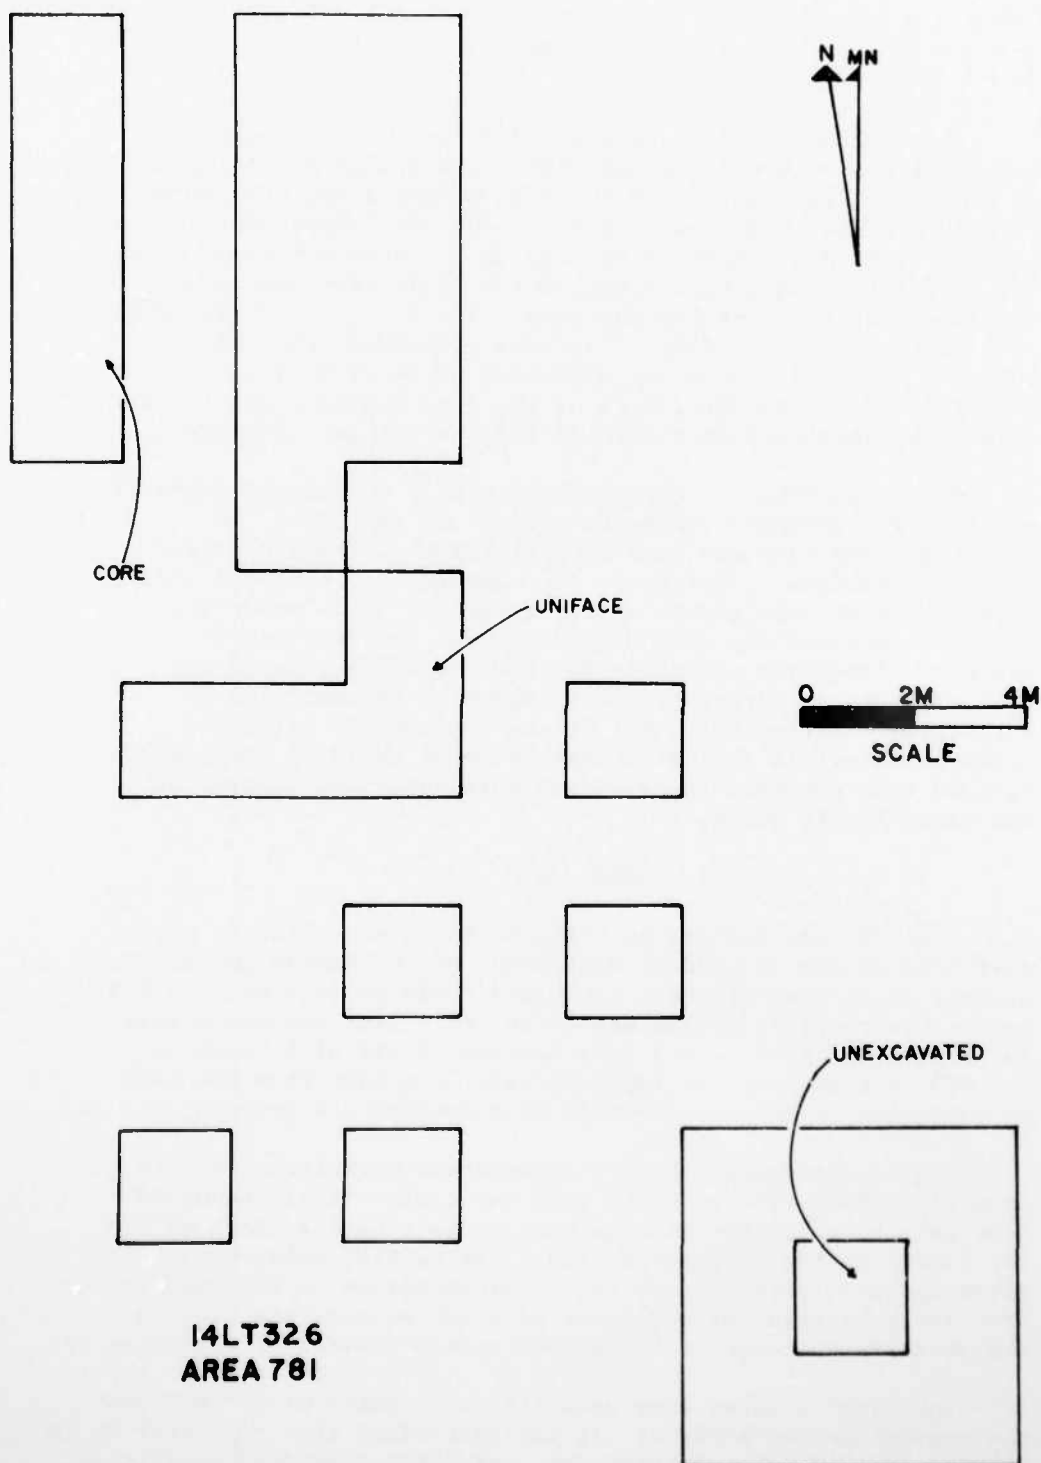 N MN
CORE
UNIFACE
0 2M 4M
SCALE
UNEXCAVATED
14LT326
AREA 781